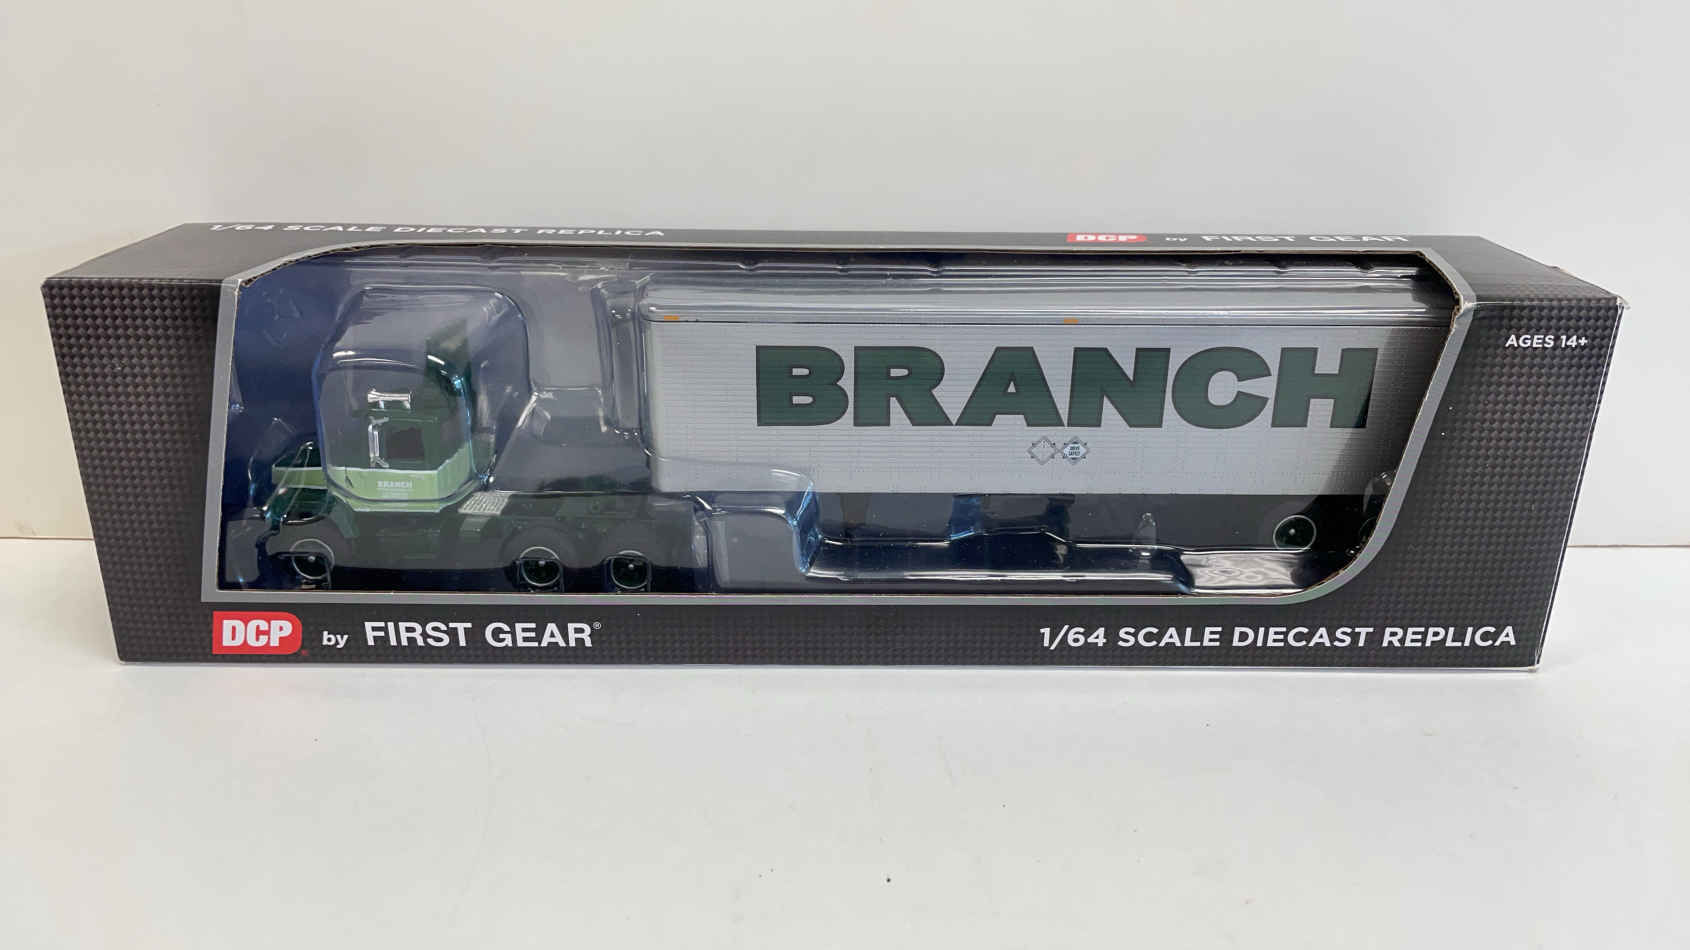 1/64 SCALE DIECAST REPLICA
DCP by FIRST GEAR
AGES 14+
BRANCH
BRANCH
DCP by FIRST GEAR®
1/64 SCALE DIECAST REPLICA